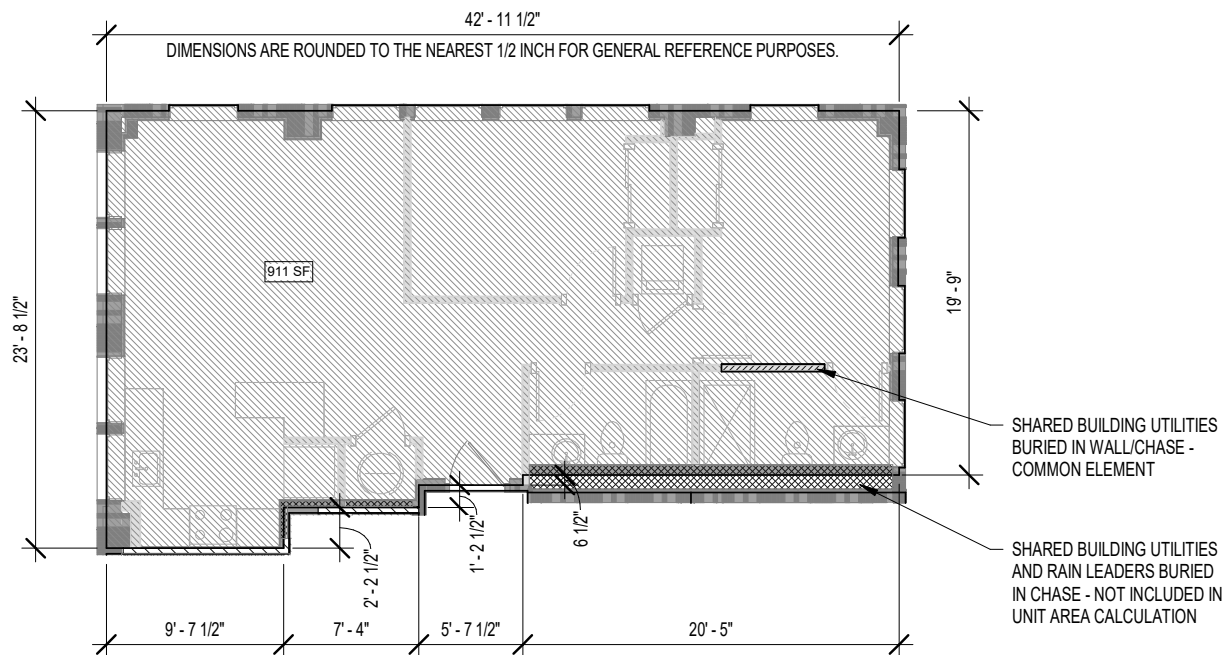 42' - 11 1/2"
DIMENSIONS ARE ROUNDED TO THE NEAREST 1/2 INCH FOR GENERAL REFERENCE PURPOSES.
23' - 8 1/2"
911 SF
19' - 9"
SHARED BUILDING UTILITIES
BURIED IN WALL/CHASE -
COMMON ELEMENT
2' - 2 1/2"
1' - 2 1/2"
6 1/2"
SHARED BUILDING UTILITIES
AND RAIN LEADERS BURIED
IN CHASE - NOT INCLUDED IN
UNIT AREA CALCULATION
9' - 7 1/2"
7' - 4"
5' - 7 1/2"
20' - 5"